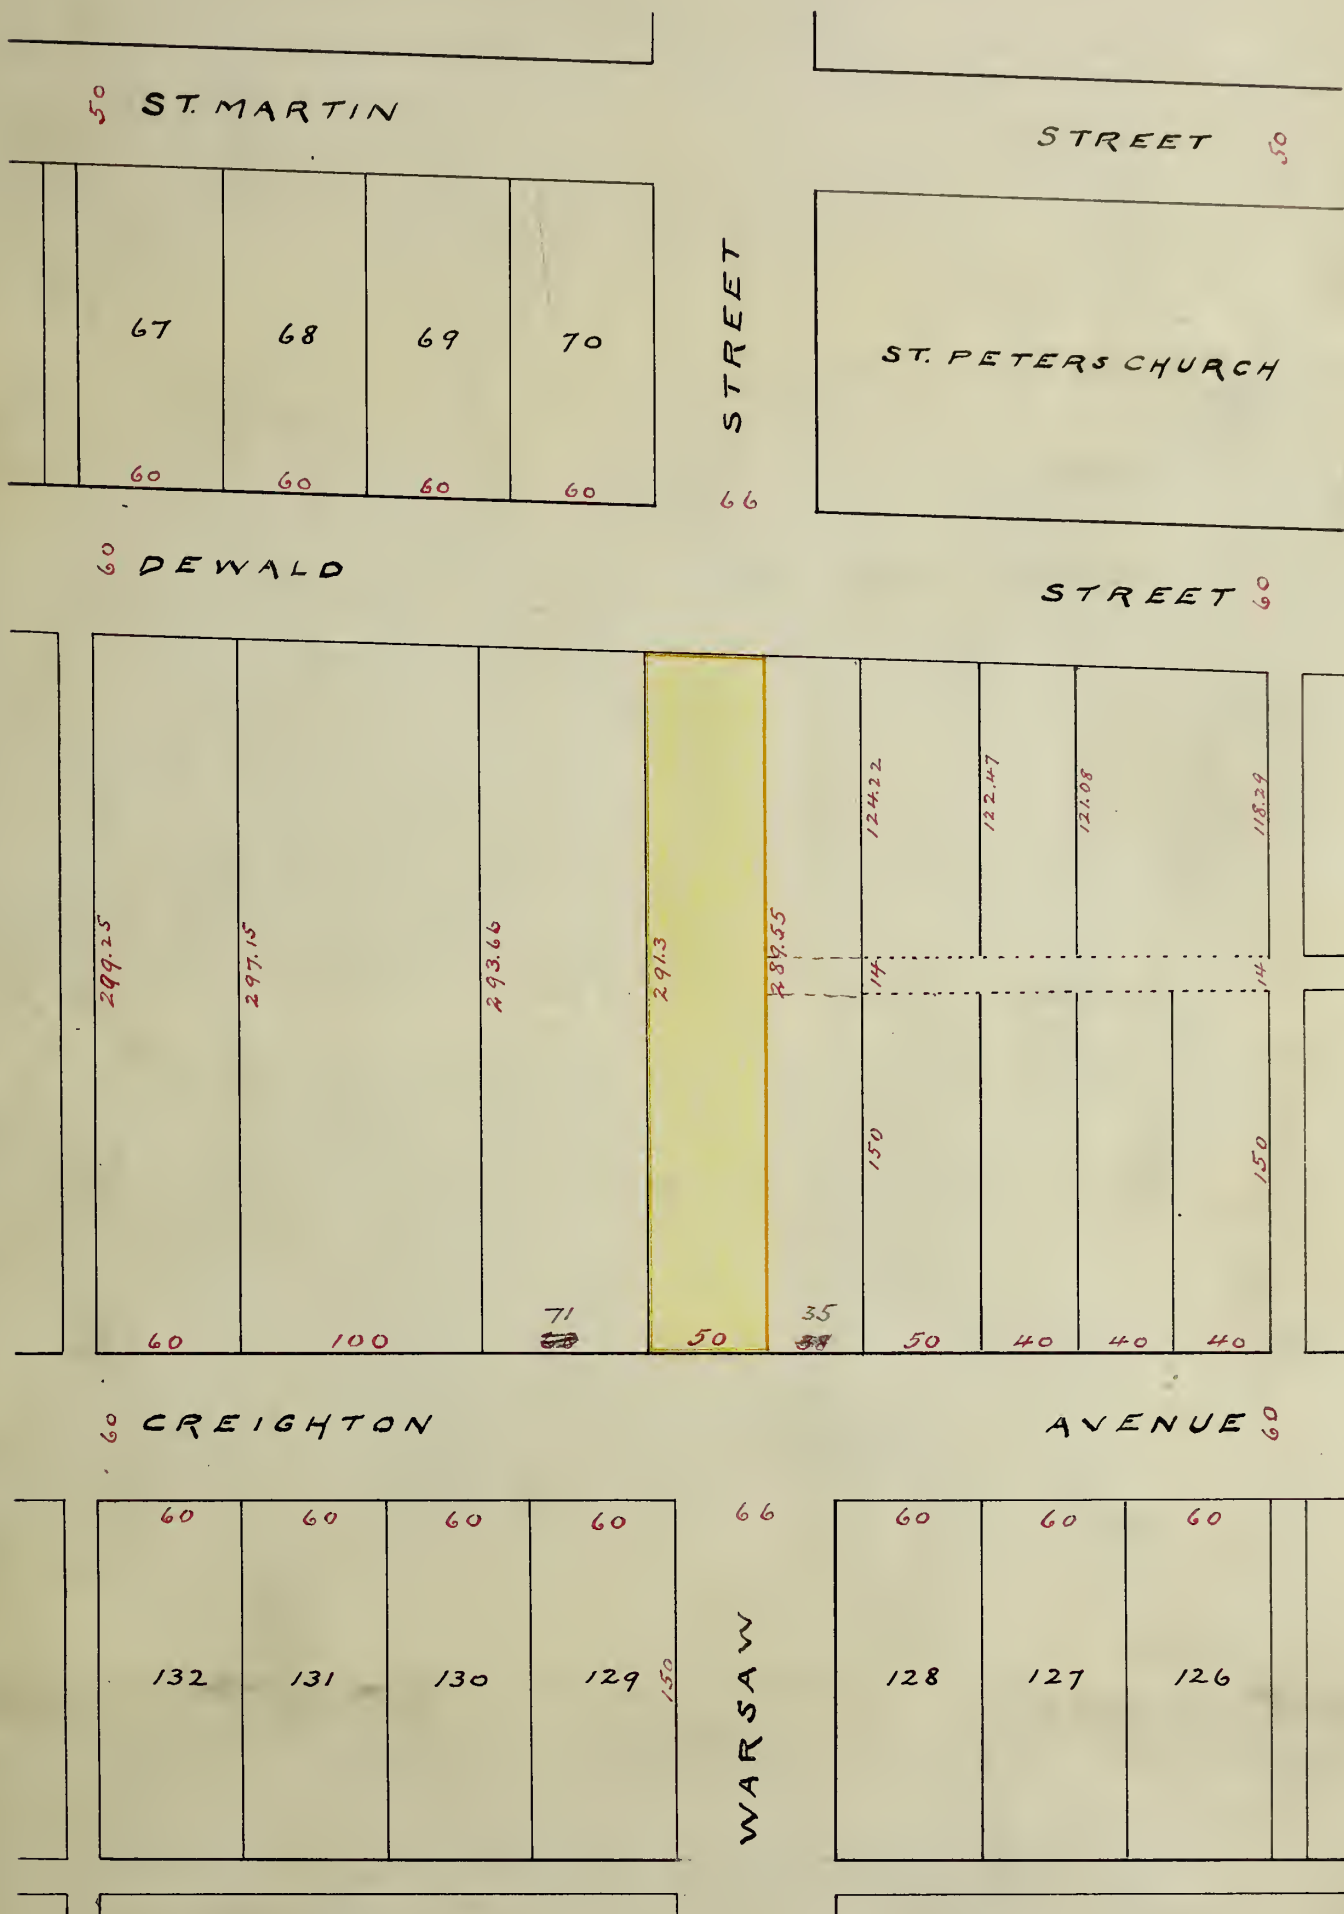 50 ST. MARTIN STREET 50
67 68 69 70
STREET
ST. PETERS CHURCH
60 60 60 60 66
60 DEWALD STREET 60
124.22 122.47 121.08 118.29
299.25 297.15 293.66 291.3 289.55 14 14
150 150
71 35
60 100 50 50 40 40 40
60 CREIGHTON AVENUE 60
60 60 60 60 66 60 60 60
132 131 130 129 150 128 127 126
WARSAW